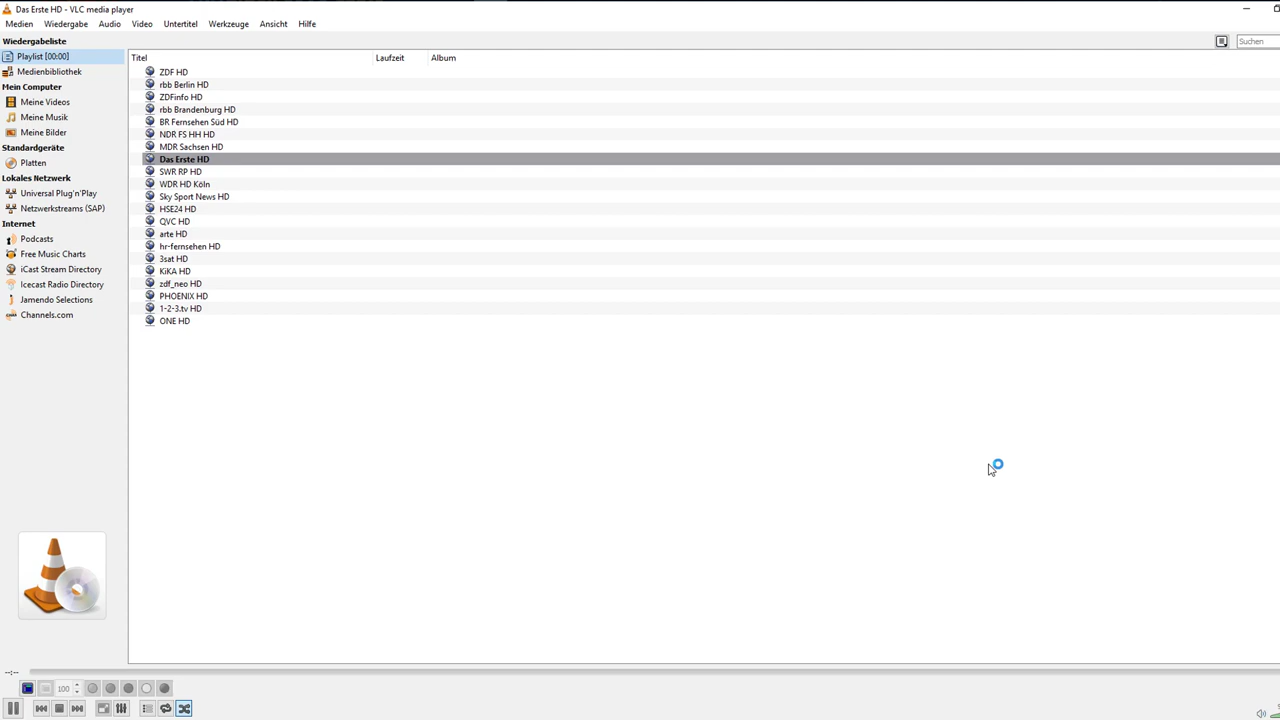 Das Erste HD - VLC media player
Medien Wiedergabe Audio Video Untertitel Werkzeuge Ansicht Hilfe
Wiedergabeliste
Suchen
Playlist [00:00]
Medienbibliothek
Mein Computer
Meine Videos
Meine Musik
Meine Bilder
Standardgeräte
Platten
Lokales Netzwerk
Universal Plug'n'Play
Netzwerkstreams (SAP)
Internet
Podcasts
Free Music Charts
iCast Stream Directory
Icecast Radio Directory
Jamendo Selections
Channels.com
Titel Laufzeit Album
ZDF HD
rbb Berlin HD
ZDFinfo HD
rbb Brandenburg HD
BR Fernsehen Süd HD
NDR FS HH HD
MDR Sachsen HD
Das Erste HD
SWR RP HD
WDR HD Köln
Sky Sport News HD
HSE24 HD
QVC HD
arte HD
hr-fernsehen HD
3sat HD
KiKA HD
zdf_neo HD
PHOENIX HD
1-2-3.tv HD
ONE HD
--:--
100